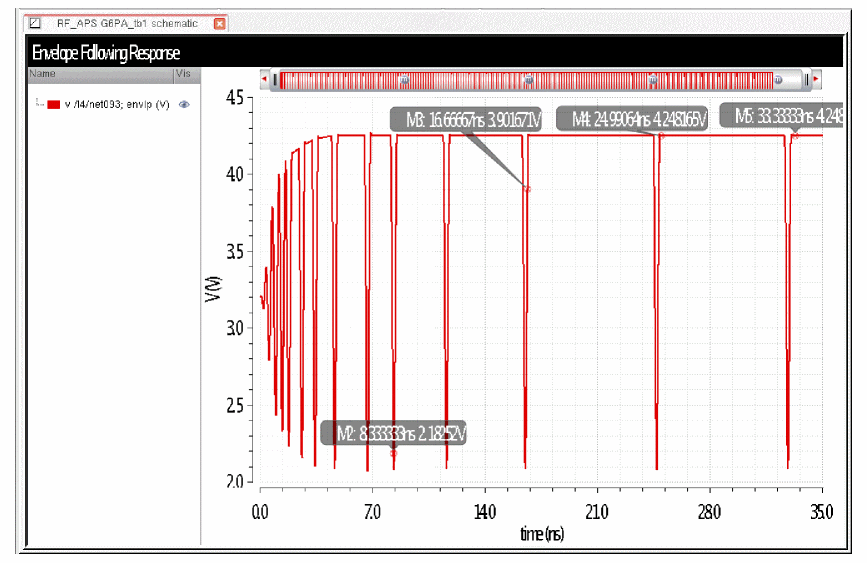 RF_APS G6PA_tb1 schematic
Envelope Following Response
Name Vis
v /I4/net093; envlp (V)
M3: 16.66667ns 3.901671V
M4: 24.99064ns 4.248165V
M5: 33.33333ns 4.248
M2: 8.333333ns 2.18252V
V (V)
4.5
4.0
3.5
3.0
2.5
2.0
0.0 7.0 14.0 21.0 28.0 35.0
time (ns)